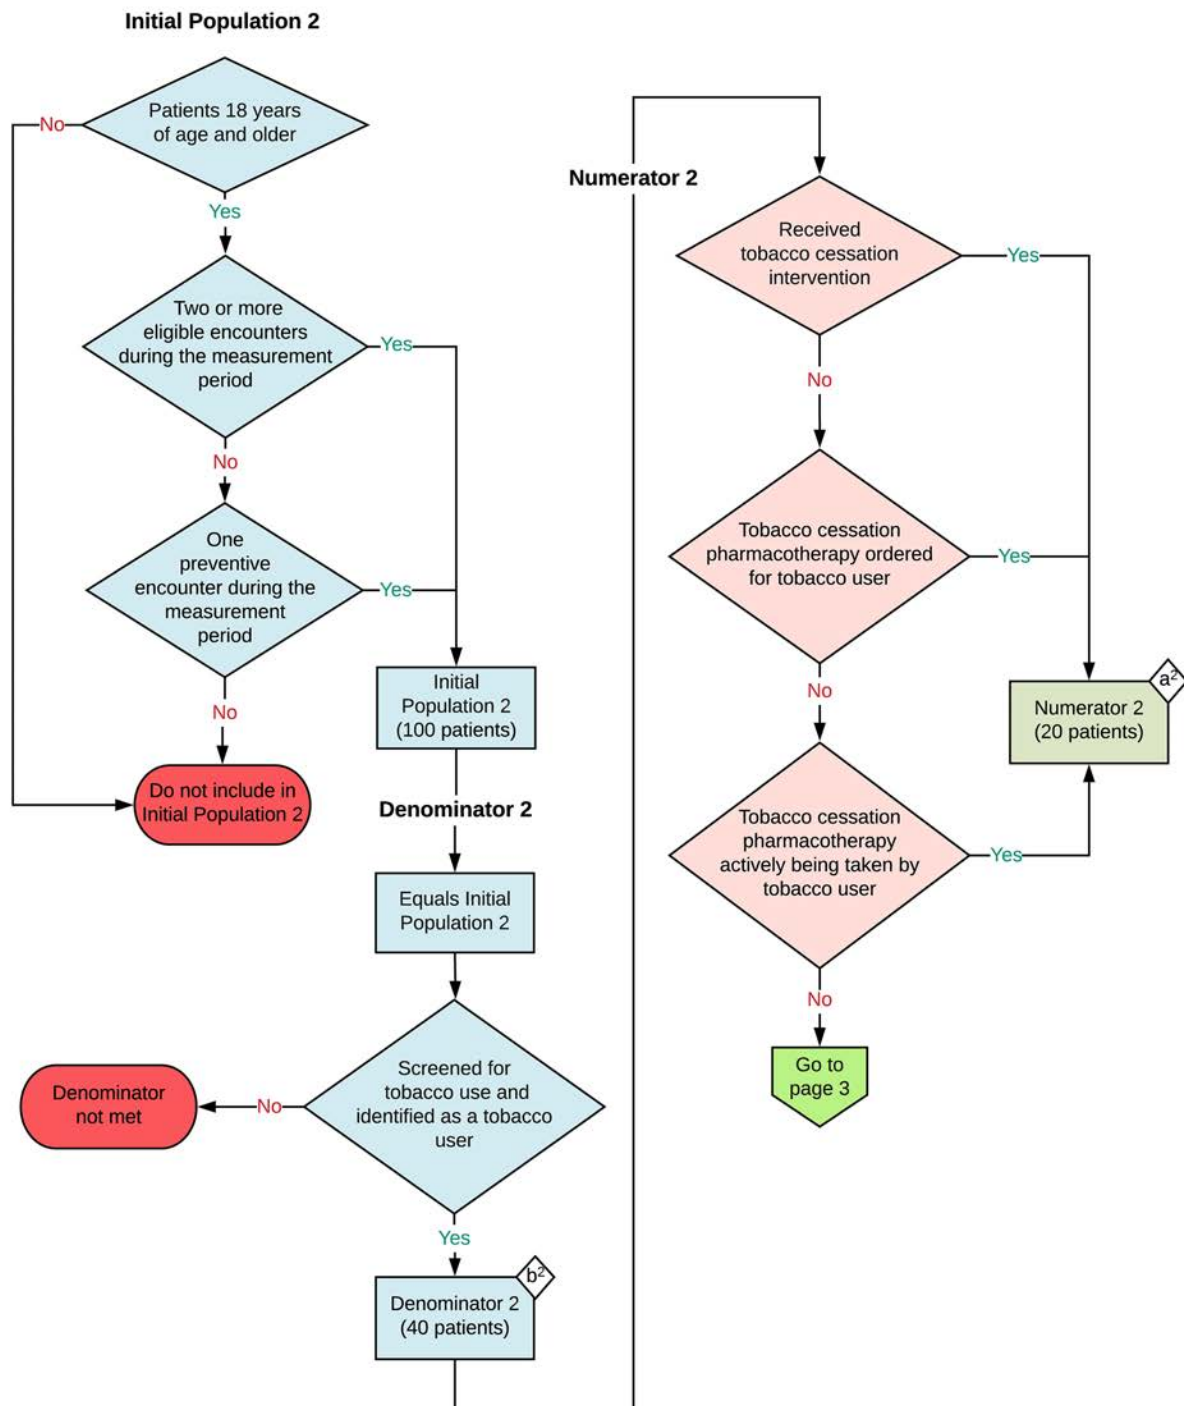 Initial Population 2
Patients 18 years
of age and older
No
Yes
Two or more
eligible encounters
during the measurement
period
Yes
No
One
preventive
encounter during the
measurement
period
Yes
No
Do not include in
Initial Population 2
Initial
Population 2
(100 patients)
Denominator 2
Equals Initial
Population 2
Screened for
tobacco use and
identified as a tobacco
user
No
Denominator
not met
Yes
b²
Denominator 2
(40 patients)
Numerator 2
Received
tobacco cessation
intervention
Yes
No
Tobacco cessation
pharmacotherapy ordered
for tobacco user
Yes
No
a²
Numerator 2
(20 patients)
Tobacco cessation
pharmacotherapy
actively being taken by
tobacco user
Yes
No
Go to
page 3